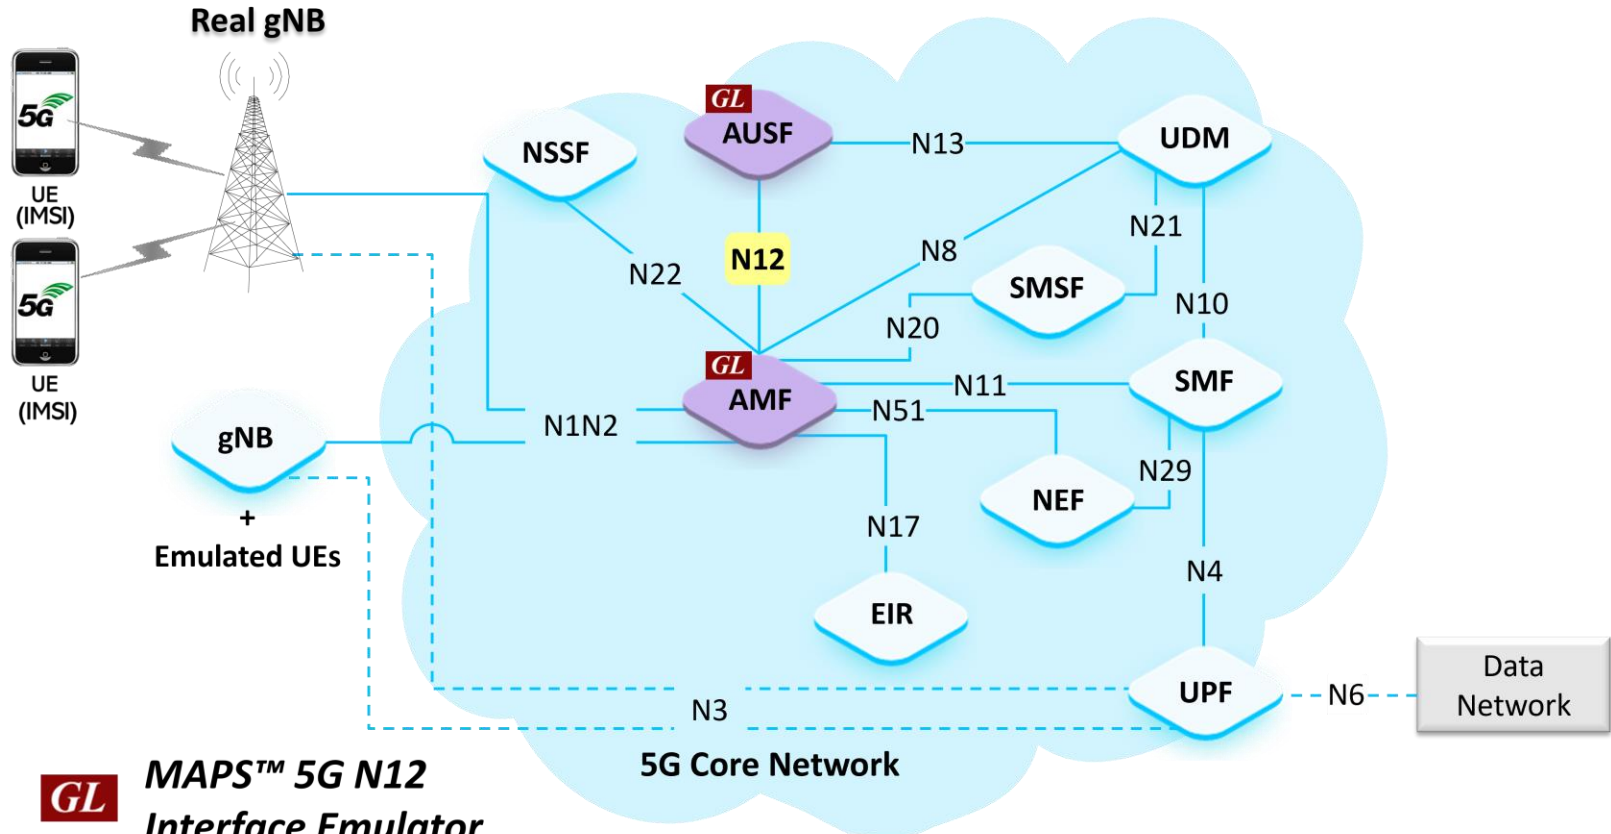 Real gNB
5G
UE
(IMSI)
5G
UE
(IMSI)
NSSF
GL
AUSF
N13
UDM
N22
N12
N8
N21
SMSF
N20
N10
GL
AMF
N11
SMF
N51
N1N2
gNB
+
Emulated UEs
N29
NEF
N17
N4
EIR
N3
UPF
N6
Data
Network
5G Core Network
GL
MAPS™ 5G N12
Interface Emulator